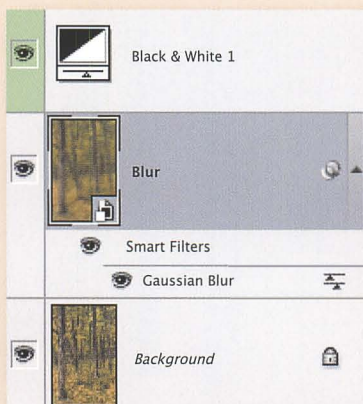 Black & White 1
Blur
Smart Filters
Gaussian Blur
Background